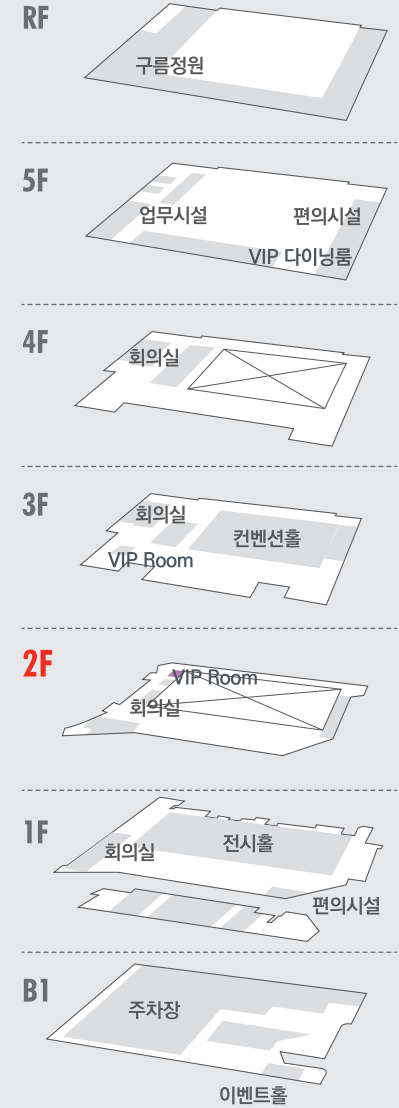 RF
구름정원
5F
업무시설
편의시설
VIP 다이닝룸
4F
회의실
3F
회의실
컨벤션홀
VIP Room
2F
VIP Room
회의실
1F
전시홀
회의실
편의시설
B1
주차장
이벤트홀